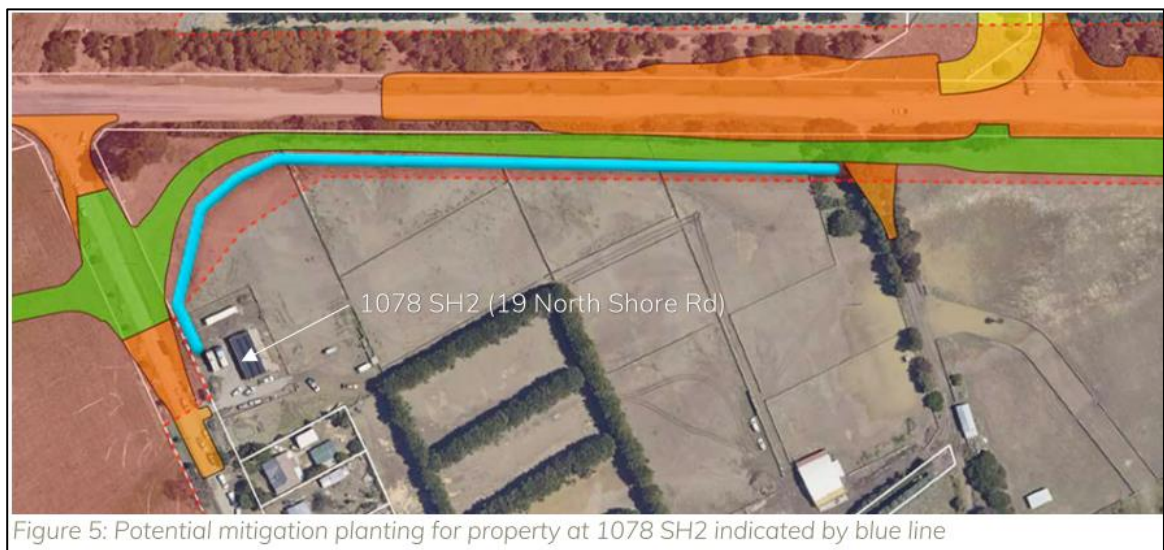 1078 SH2 (19 North Shore Rd)
Figure 5: Potential mitigation planting for property at 1078 SH2 indicated by blue line